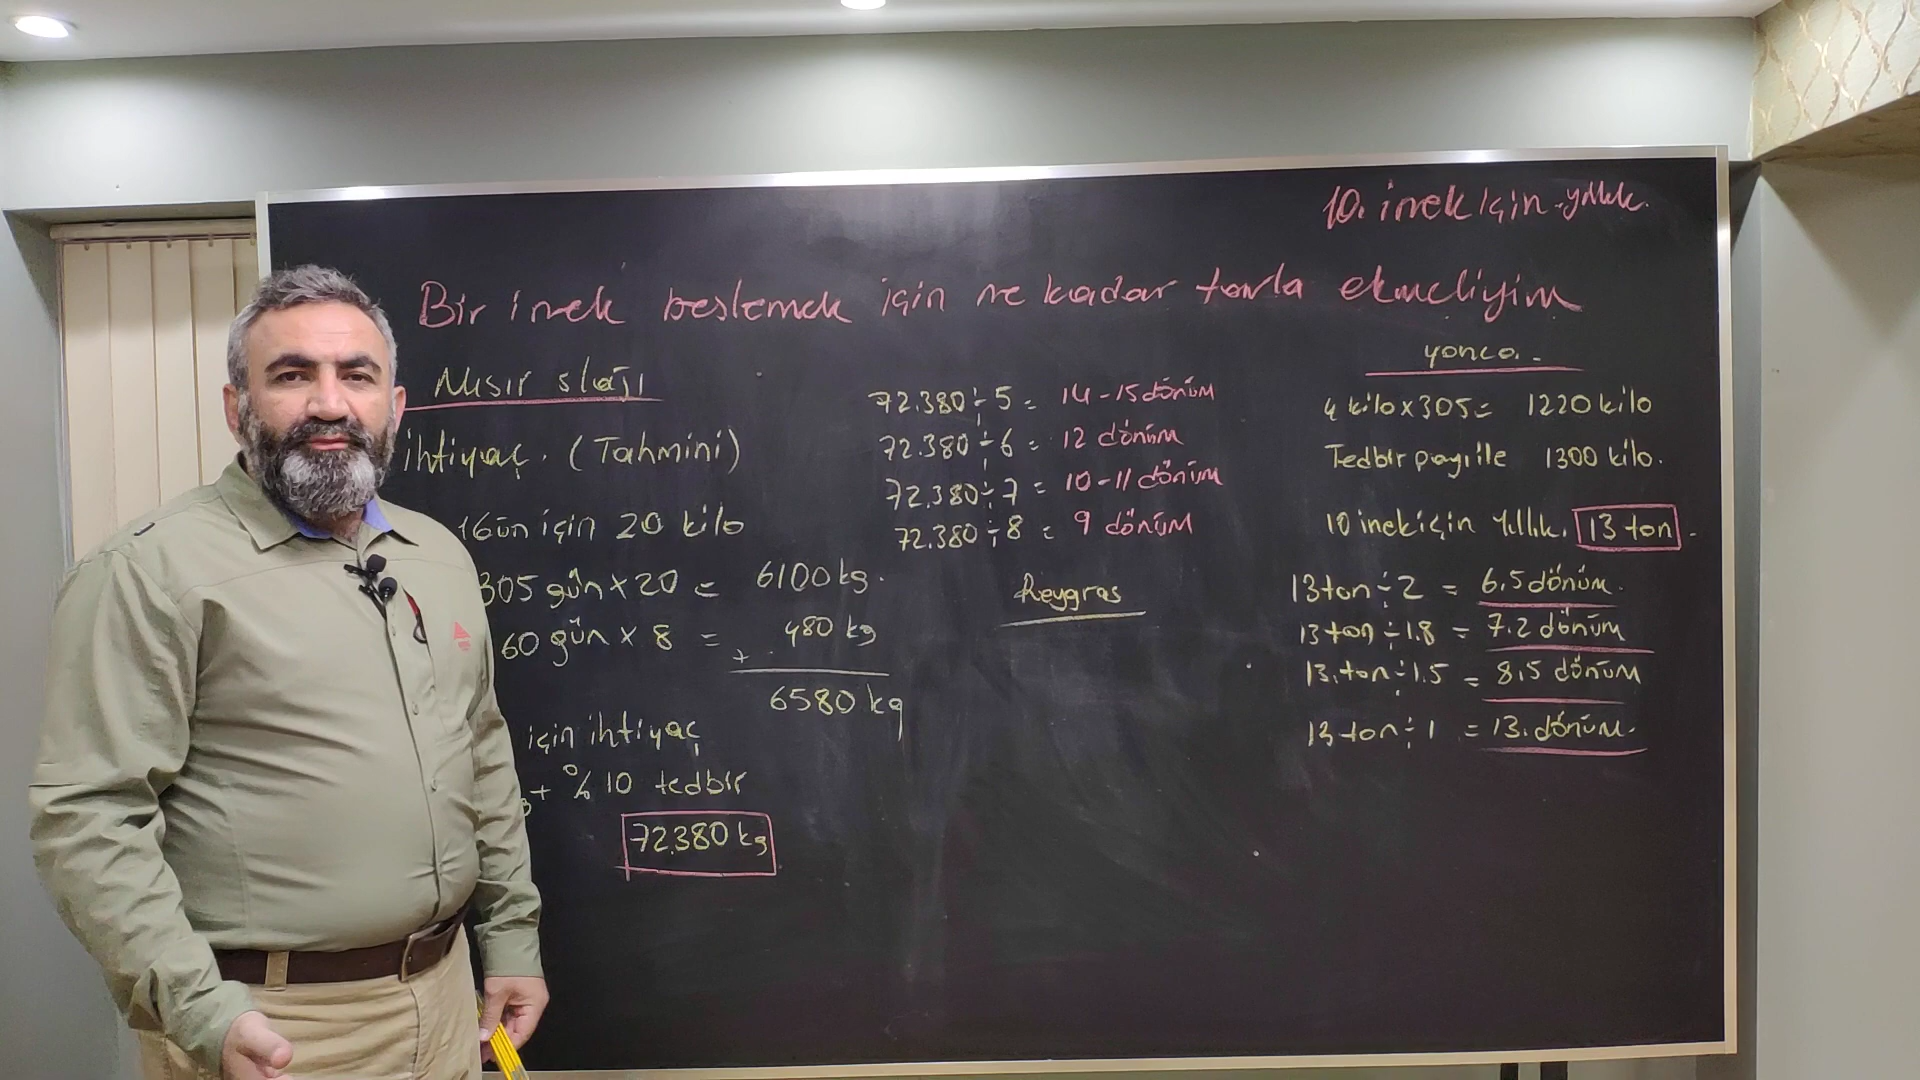 10. inek için yıllık.
Bir inek beslemek için ne kadar tarla ekmeliyim
Mısır slajı
ihtiyaç. (Tahmini)
1 Gün için 20 kilo
305 gün x 20 = 6100 kg.
60 gün x 8 = 480 kg
+
6580 kg
için ihtiyaç
+ %10 tedbir
72.380 kg
72.380 ÷ 5 = 14-15 dönüm
72.380 ÷ 6 = 12 dönüm
72.380 ÷ 7 = 10-11 dönüm
72.380 ÷ 8 = 9 dönüm
Reygras
yonca.
4 kilo x 305 = 1220 kilo
Tedbir payı ile 1300 kilo.
10 inek için Yıllık. 13 ton.
13 ton ÷ 2 = 6.5 dönüm.
13 ton ÷ 1.8 = 7.2 dönüm
13. ton ÷ 1.5 = 8,5 dönüm
13 ton ÷ 1 = 13. dönüm.